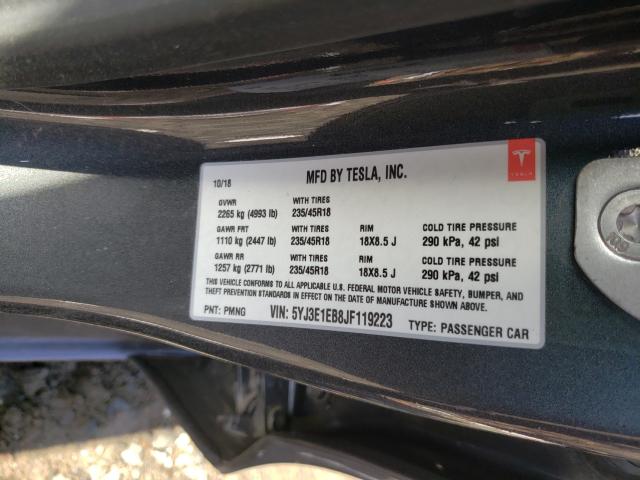 10/18 MFD BY TESLA, INC.
TESLA
GVWR WITH TIRES
2265 kg (4993 lb) 235/45R18
GAWR FRT WITH TIRES RIM COLD TIRE PRESSURE
1110 kg (2447 lb) 235/45R18 18X8.5 J 290 kPa, 42 psi
GAWR RR WITH TIRES RIM COLD TIRE PRESSURE
1257 kg (2771 lb) 235/45R18 18X8.5 J 290 kPa, 42 psi
THIS VEHICLE CONFORMS TO ALL APPLICABLE U.S. FEDERAL MOTOR VEHICLE SAFETY, BUMPER, AND
THEFT PREVENTION STANDARDS IN EFFECT ON THE DATE OF MANUFACTURE SHOWN ABOVE.
PNT: PMNG VIN: 5YJ3E1EB8JF119223 TYPE: PASSENGER CAR